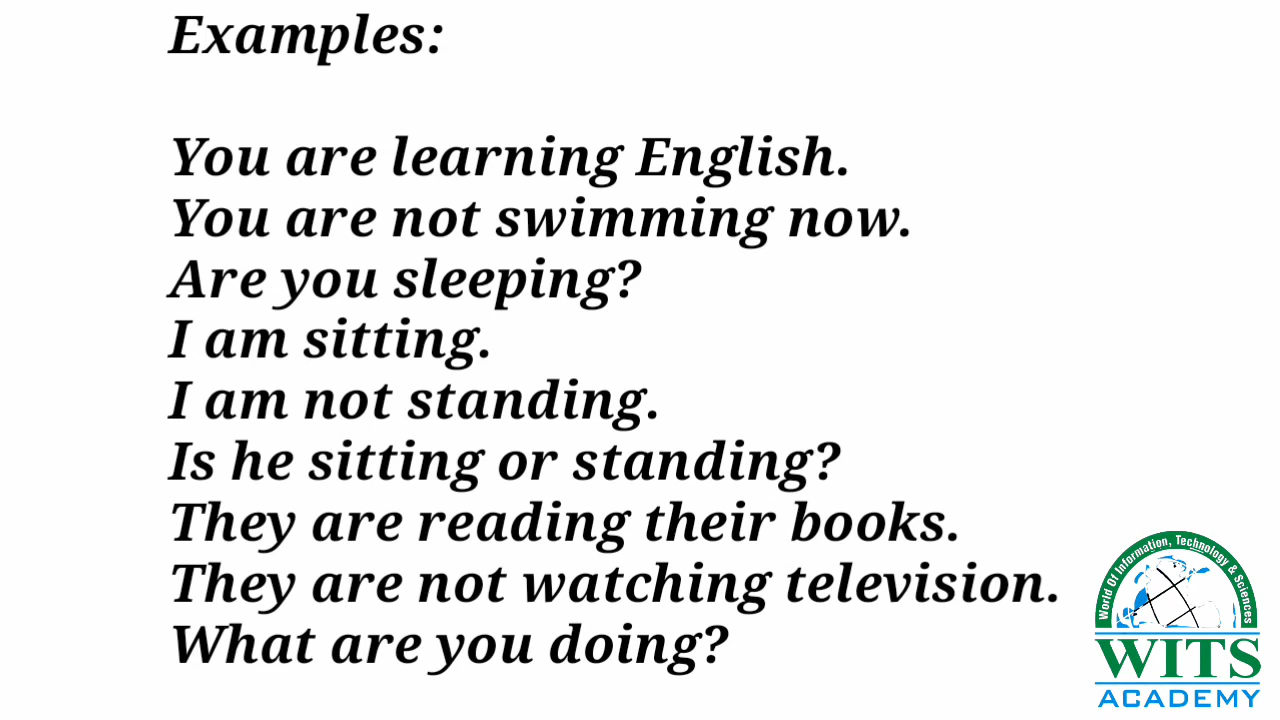 Examples:
You are learning English.
You are not swimming now.
Are you sleeping?
I am sitting.
I am not standing.
Is he sitting or standing?
They are reading their books.
They are not watching television.
What are you doing?
World Of Information, Technology & Sciences
WITS
ACADEMY